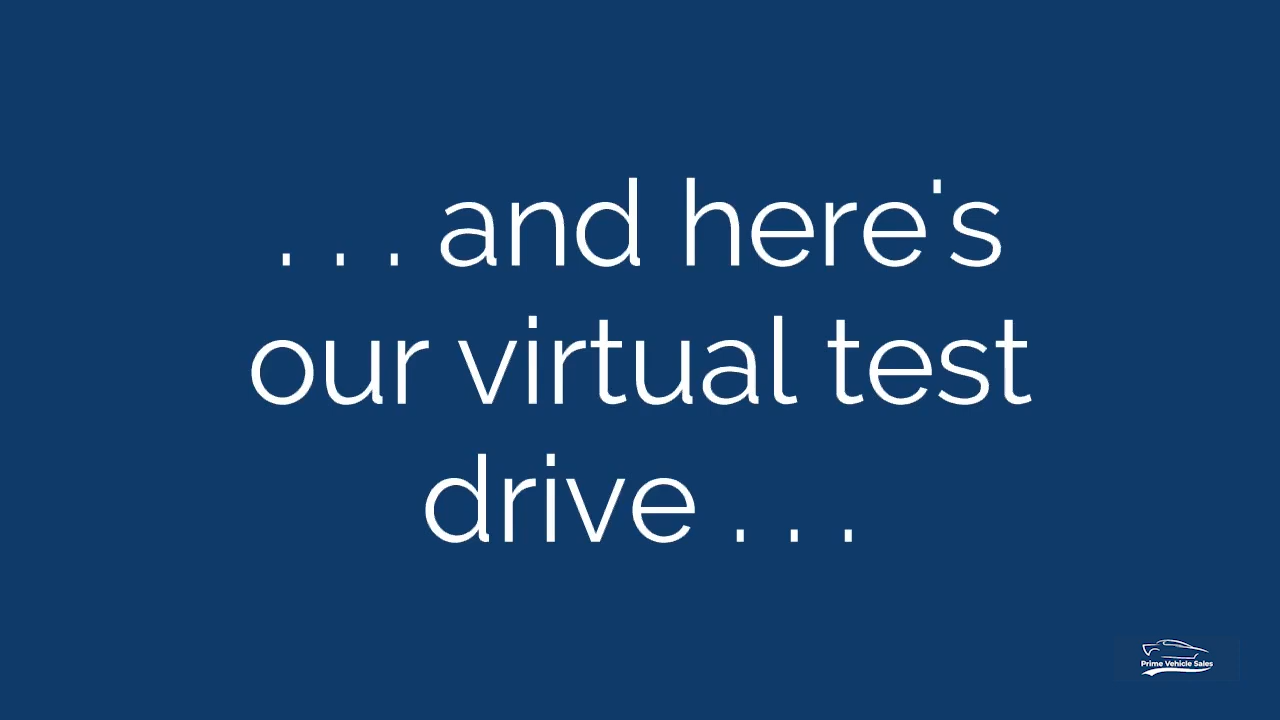 . . . and here's
our virtual test
drive . . .
Prime Vehicle Sales